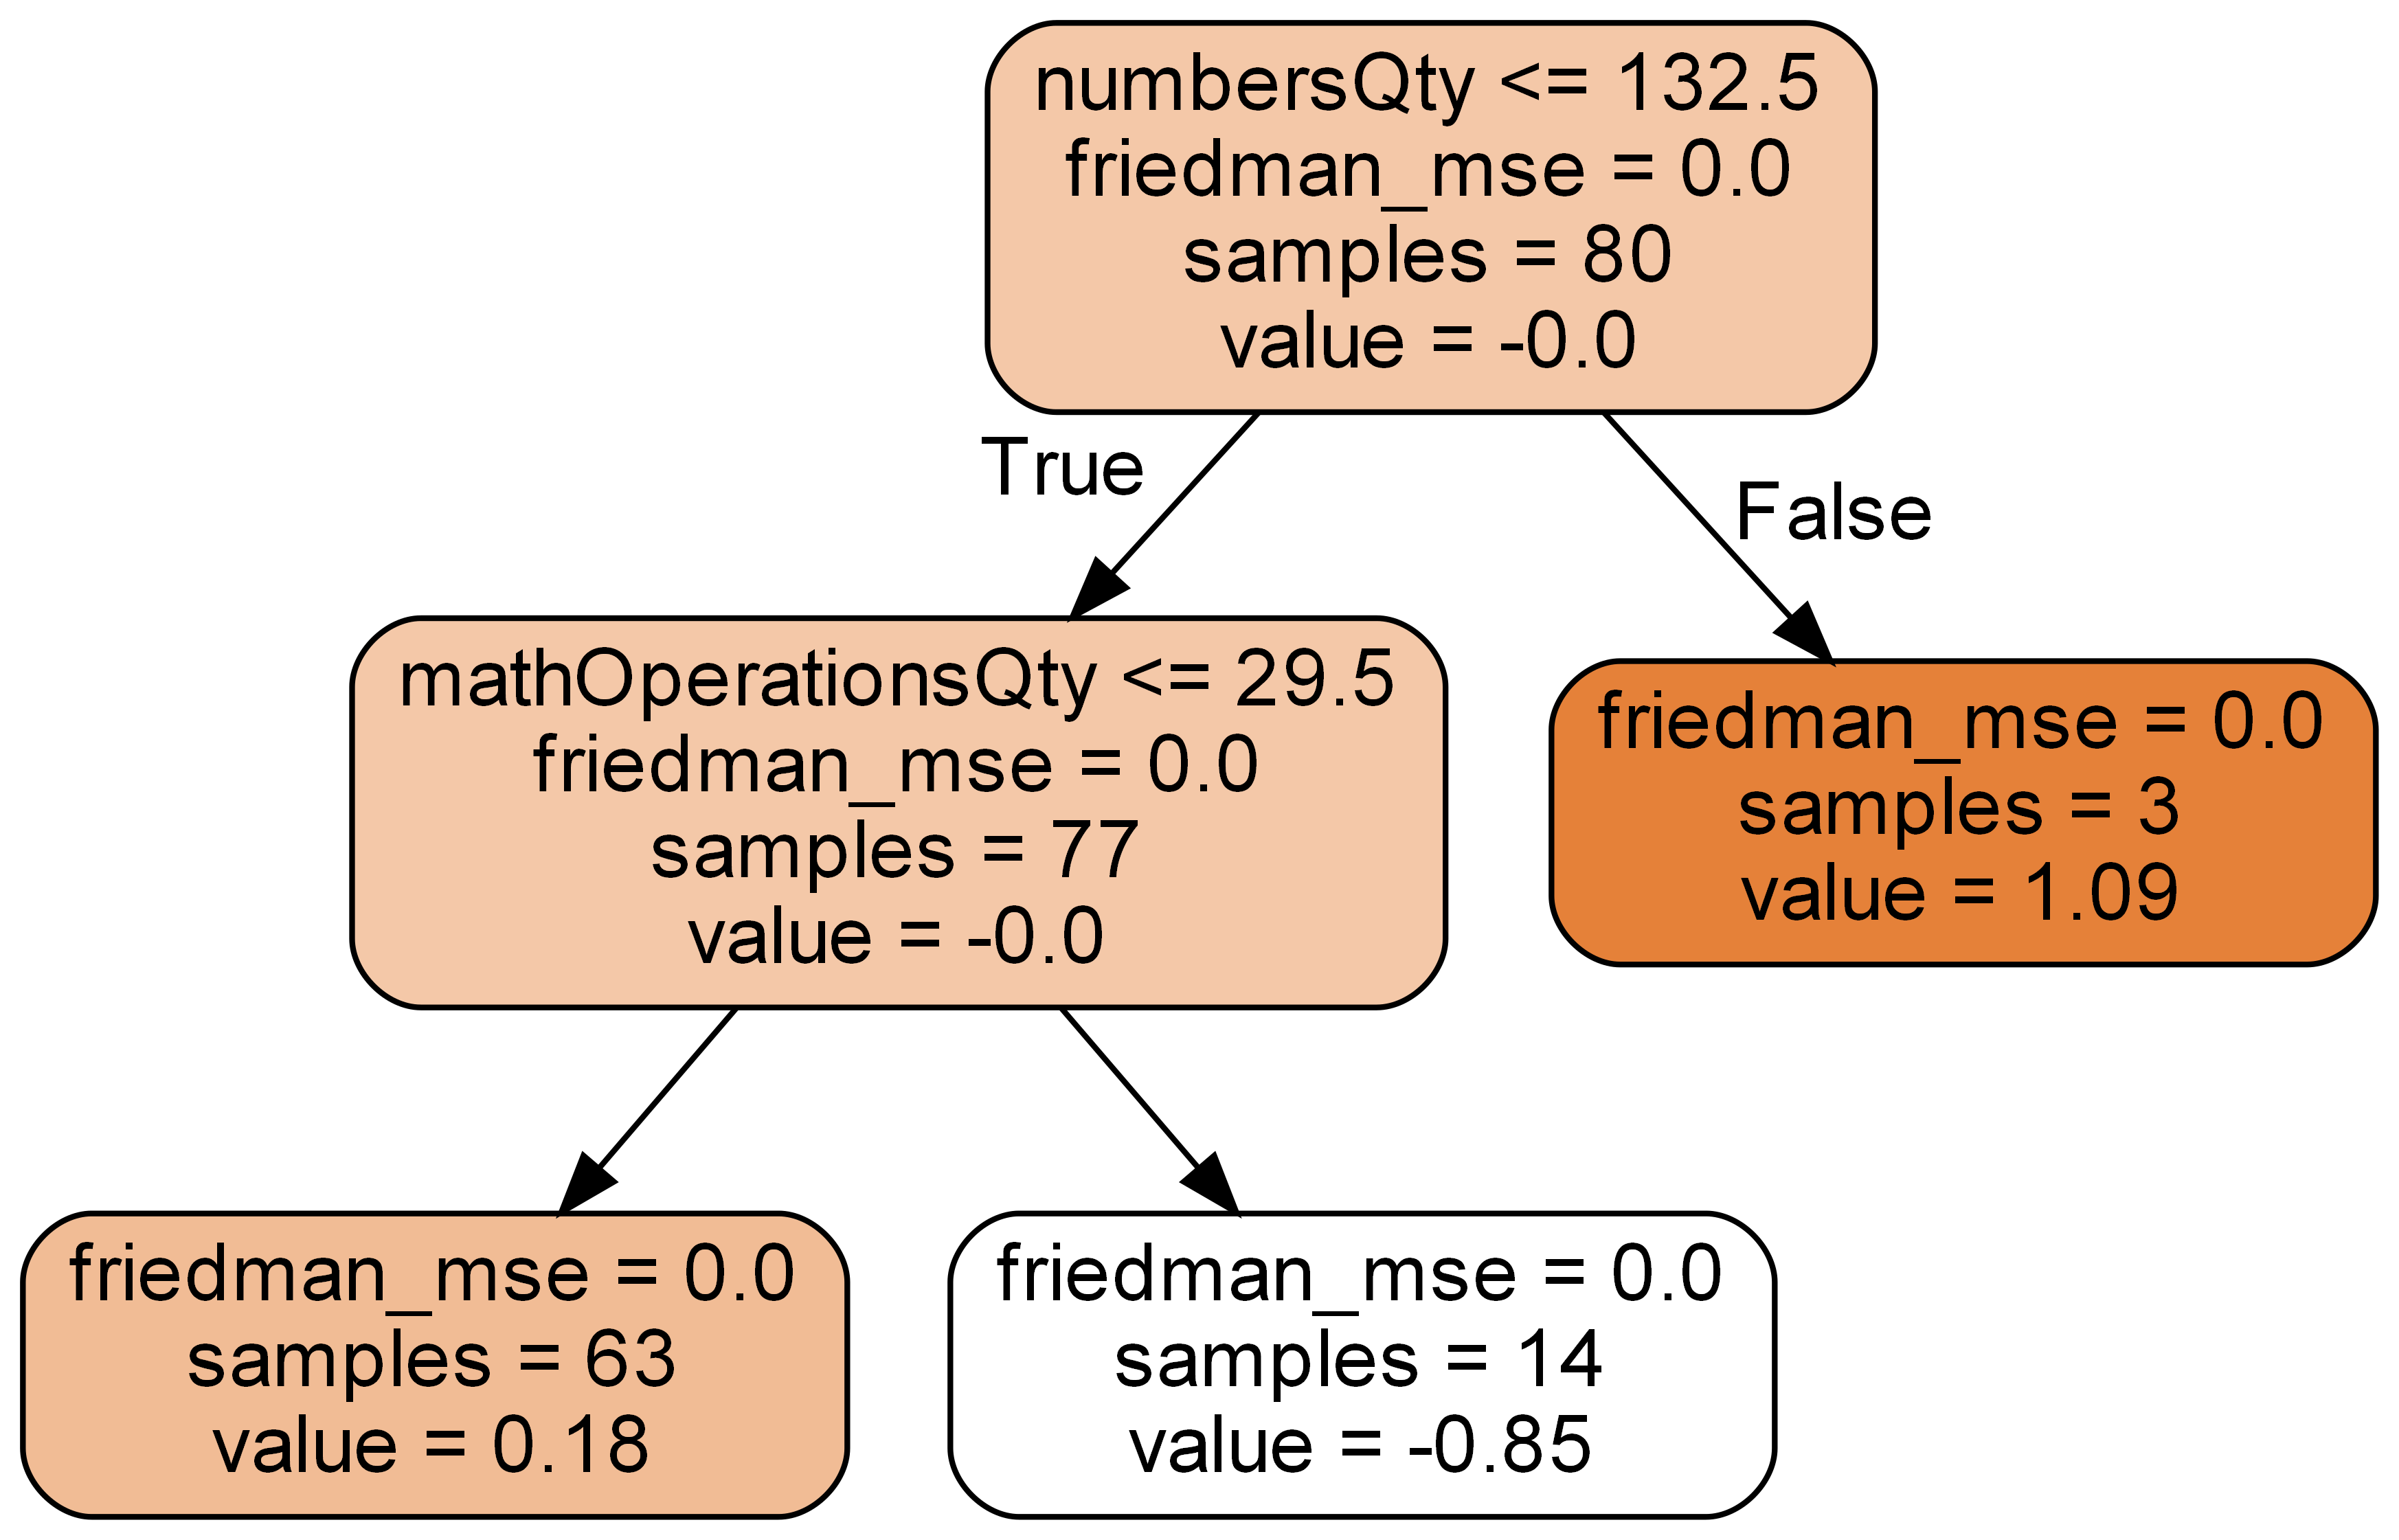 numbersQty <= 132.5
friedman_mse = 0.0
samples = 80
value = -0.0
True
False
mathOperationsQty <= 29.5
friedman_mse = 0.0
samples = 77
value = -0.0
friedman_mse = 0.0
samples = 3
value = 1.09
friedman_mse = 0.0
samples = 63
value = 0.18
friedman_mse = 0.0
samples = 14
value = -0.85